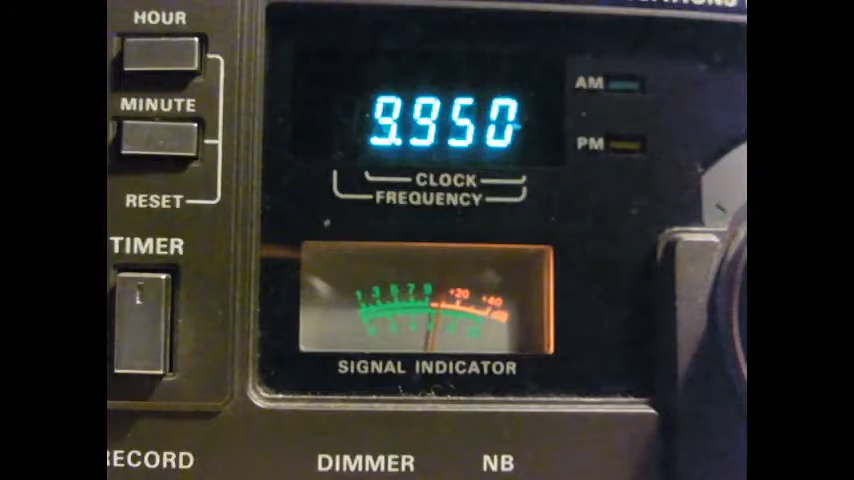 HOUR
MINUTE
RESET
TIMER
9.950
AM
PM
CLOCK
FREQUENCY
1 3 5 7 9 +20 +40
dB
SIGNAL INDICATOR
DIMMER
NB